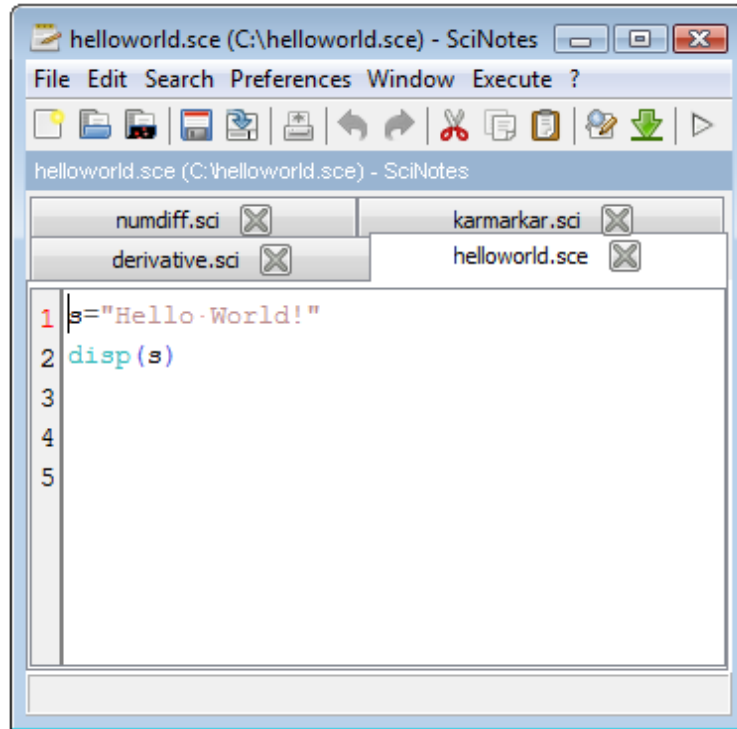 helloworld.sce (C:\helloworld.sce) - SciNotes
File Edit Search Preferences Window Execute ?
helloworld.sce (C:\helloworld.sce) - SciNotes
numdiff.sci karmarkar.sci
derivative.sci helloworld.sce
1 s="Hello·World!"
2 disp(s)
3
4
5